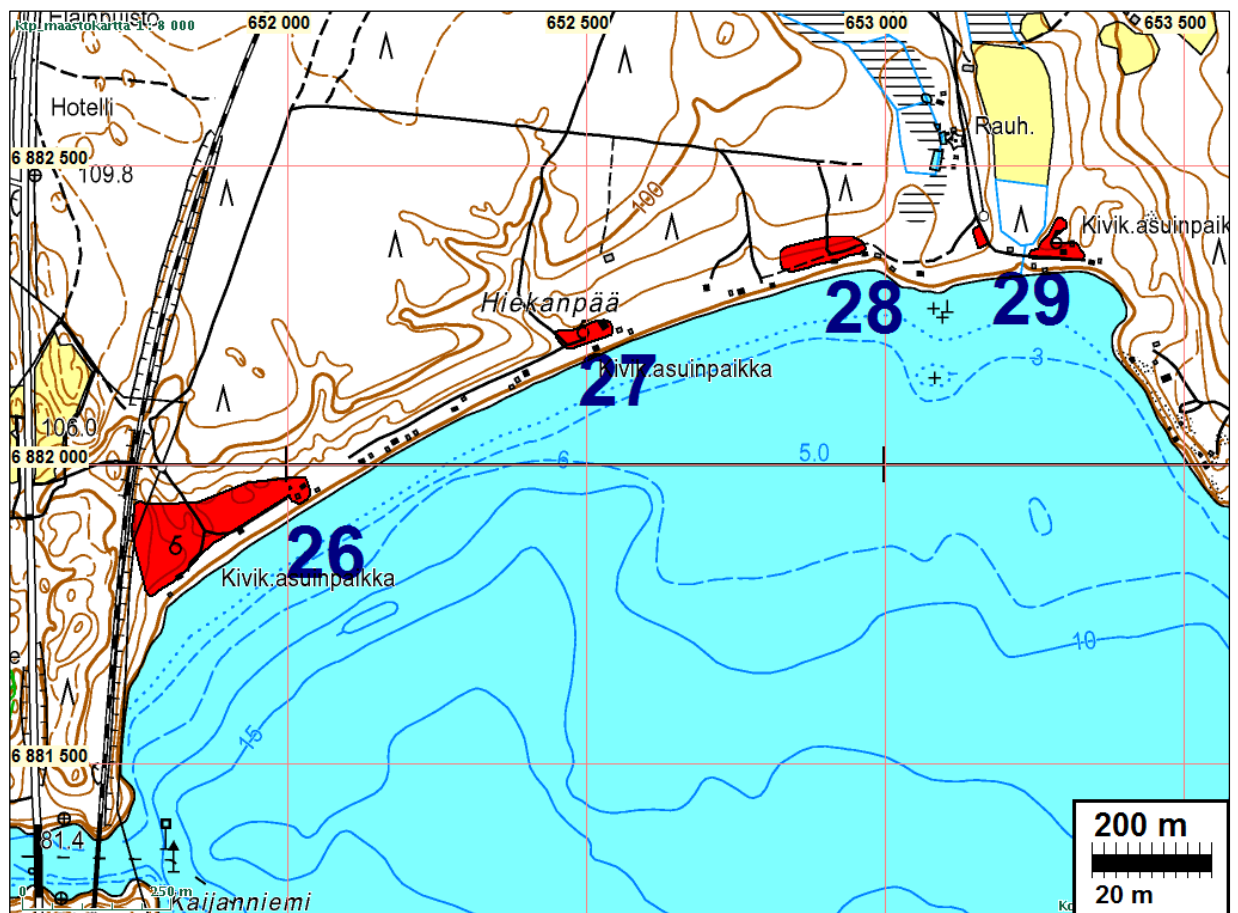 ktp_maastokartta 1 : 8 000
652 000
652 500
653 000
653 500
Hotelli
Rauh.
6 882 500
109.8
100
Kivik.asuinpaik
Hiekanpää
28
29
27
Kivik.asuinpaikka
3
106.0
6 882 000
6
5.0
26
Kivik.asuinpaikka
10
15
6 881 500
e
81.4
200 m
20 m
0
250 m
Kaijanniemi